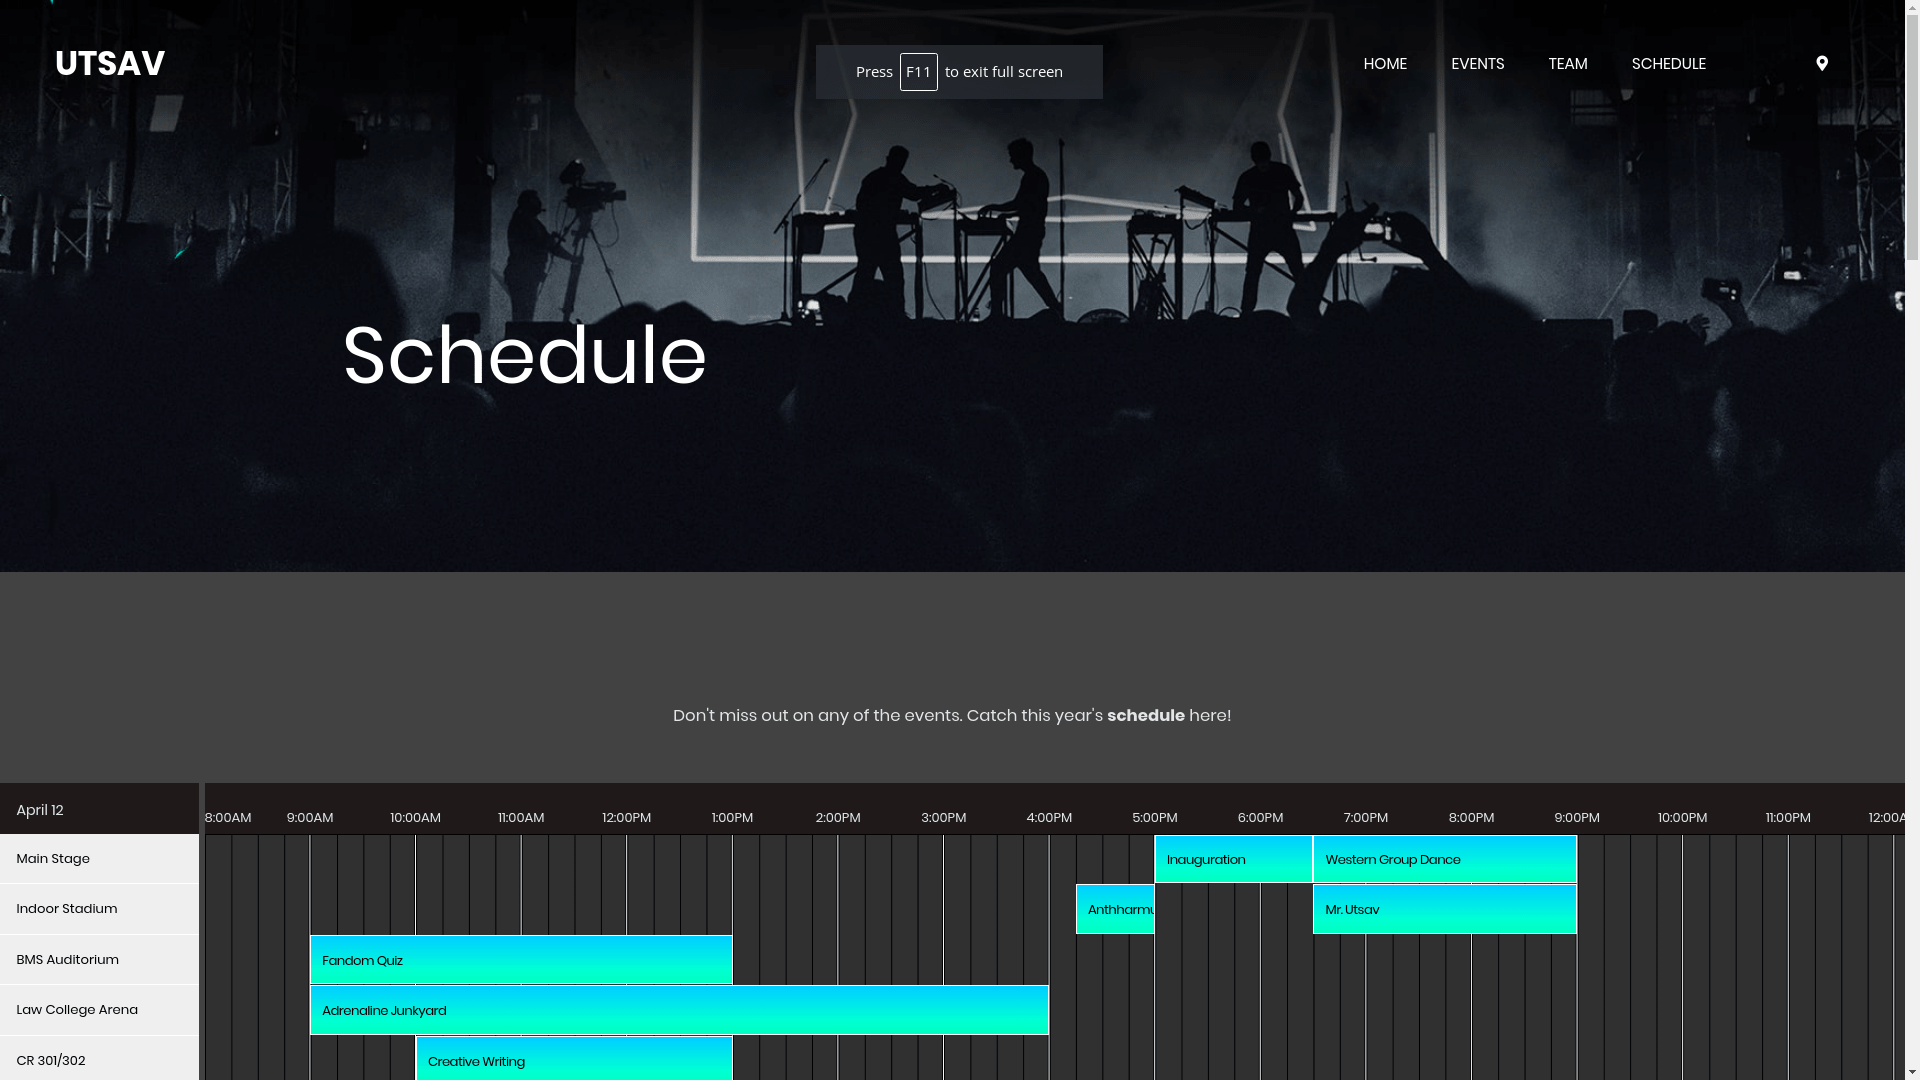 UTSAV
Press F11 to exit full screen
HOME EVENTS TEAM SCHEDULE
Schedule
Don't miss out on any of the events. Catch this year's schedule here!
April 12 8:00AM 9:00AM 10:00AM 11:00AM 12:00PM 1:00PM 2:00PM 3:00PM 4:00PM 5:00PM 6:00PM 7:00PM 8:00PM 9:00PM 10:00PM 11:00PM 12:00A
Main Stage Inauguration Western Group Dance
Indoor Stadium Anthharmu Mr. Utsav
BMS Auditorium Fandom Quiz
Law College Arena Adrenaline Junkyard
CR 301/302 Creative Writing